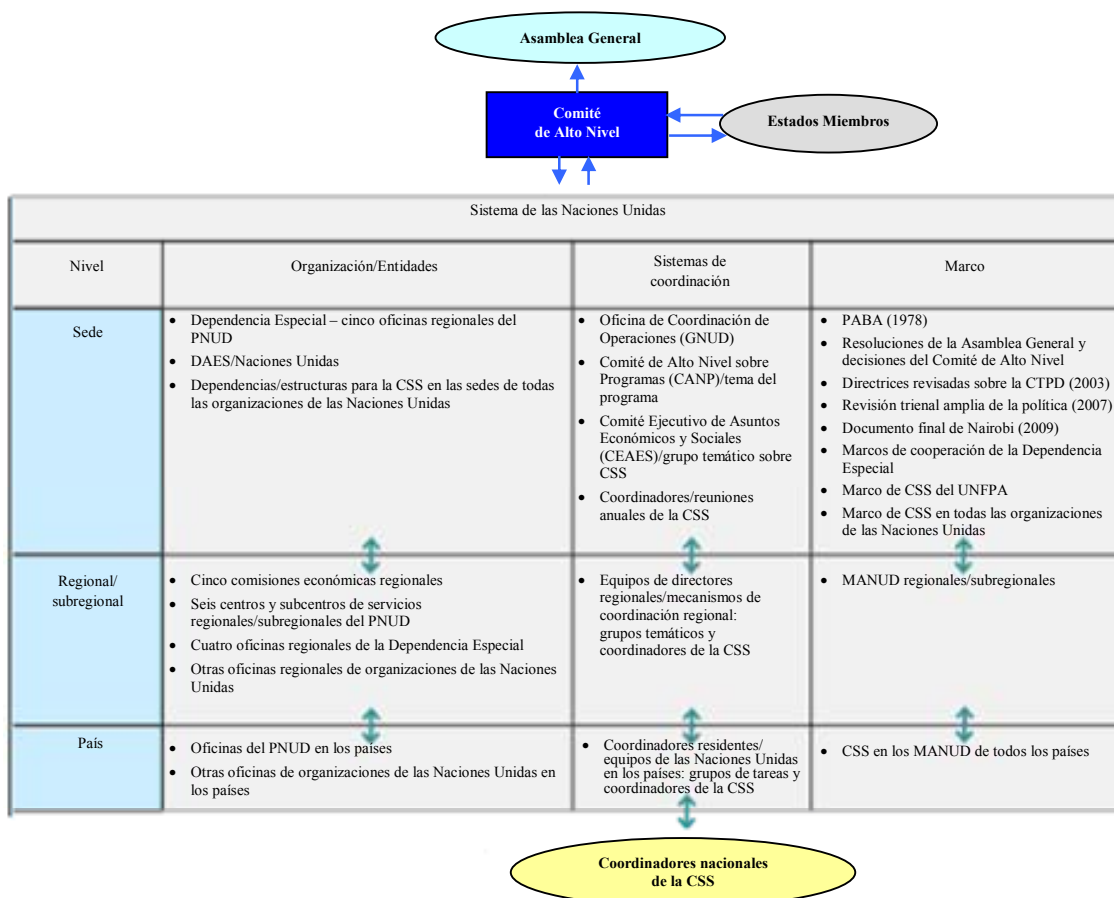 Asamblea General
Comité
de Alto Nivel
Estados Miembros
Sistema de las Naciones Unidas
Nivel
Organización/Entidades
Sistemas de
coordinación
Marco
Sede
• Dependencia Especial – cinco oficinas regionales del
PNUD
• DAES/Naciones Unidas
• Dependencias/estructuras para la CSS en las sedes de todas
las organizaciones de las Naciones Unidas
• Oficina de Coordinación de
Operaciones (GNUD)
• Comité de Alto Nivel sobre
Programas (CANP)/tema del
programa
• Comité Ejecutivo de Asuntos
Económicos y Sociales
(CEAES)/grupo temático sobre
CSS
• Coordinadores/reuniones
anuales de la CSS
• PABA (1978)
• Resoluciones de la Asamblea General y
decisiones del Comité de Alto Nivel
• Directrices revisadas sobre la CTPD (2003)
• Revisión trienal amplia de la política (2007)
• Documento final de Nairobi (2009)
• Marcos de cooperación de la Dependencia
Especial
• Marco de CSS del UNFPA
• Marco de CSS en todas las organizaciones
de las Naciones Unidas
Regional/
subregional
• Cinco comisiones económicas regionales
• Seis centros y subcentros de servicios
regionales/subregionales del PNUD
• Cuatro oficinas regionales de la Dependencia Especial
• Otras oficinas regionales de organizaciones de las Naciones
Unidas
• Equipos de directores
regionales/mecanismos de
coordinación regional:
grupos temáticos y
coordinadores de la CSS
• MANUD regionales/subregionales
País
• Oficinas del PNUD en los países
• Otras oficinas de organizaciones de las Naciones Unidas en
los países
• Coordinadores residentes/
equipos de las Naciones Unidas
en los países: grupos de tareas y
coordinadores de la CSS
• CSS en los MANUD de todos los países
Coordinadores nacionales
de la CSS